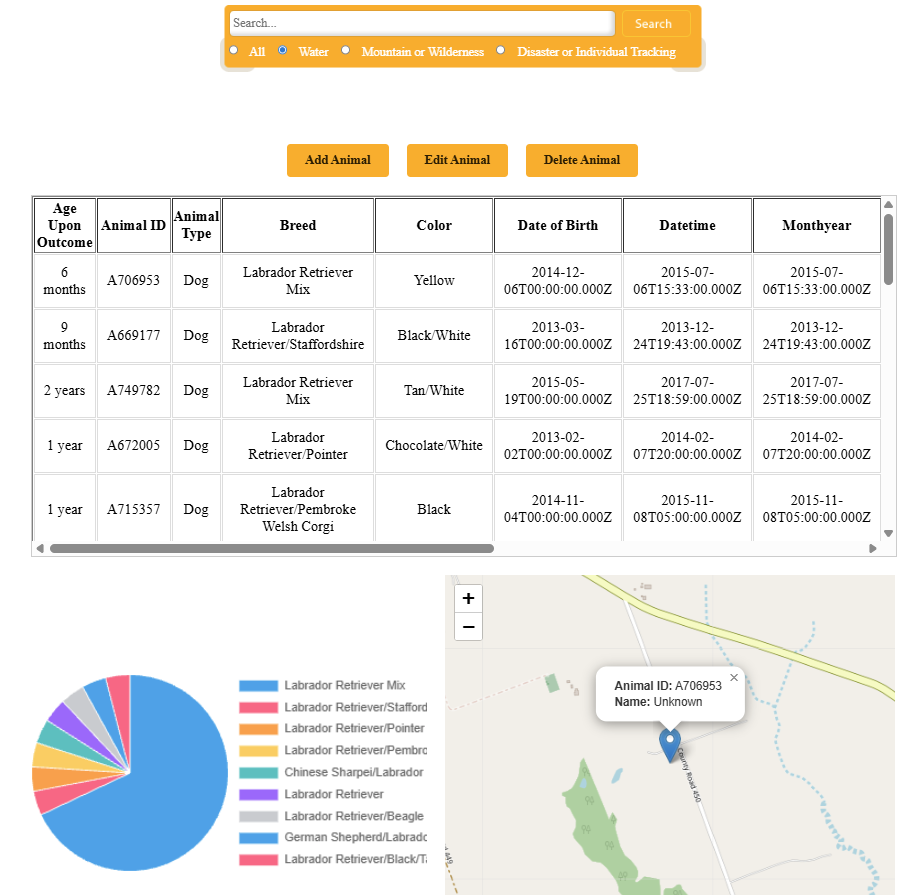 Search...
Search
All Water Mountain or Wilderness Disaster or Individual Tracking
Add Animal Edit Animal Delete Animal
Age Upon Outcome Animal ID Animal Type Breed Color Date of Birth Datetime Monthyear
6 months A706953 Dog Labrador Retriever Mix Yellow 2014-12-06T00:00:00.000Z 2015-07-06T15:33:00.000Z 2015-07-06T15:33:00.000Z
9 months A669177 Dog Labrador Retriever/Staffordshire Black/White 2013-03-16T00:00:00.000Z 2013-12-24T19:43:00.000Z 2013-12-24T19:43:00.000Z
2 years A749782 Dog Labrador Retriever Mix Tan/White 2015-05-19T00:00:00.000Z 2017-07-25T18:59:00.000Z 2017-07-25T18:59:00.000Z
1 year A672005 Dog Labrador Retriever/Pointer Chocolate/White 2013-02-02T00:00:00.000Z 2014-02-07T20:00:00.000Z 2014-02-07T20:00:00.000Z
1 year A715357 Dog Labrador Retriever/Pembroke Welsh Corgi Black 2014-11-04T00:00:00.000Z 2015-11-08T05:00:00.000Z 2015-11-08T05:00:00.000Z
Labrador Retriever Mix
Labrador Retriever/Stafford
Labrador Retriever/Pointer
Labrador Retriever/Pembro
Chinese Sharpei/Labrador
Labrador Retriever
Labrador Retriever/Beagle
German Shepherd/Labrado
Labrador Retriever/Black/Ta
+
−
Animal ID: A706953
×
Name: Unknown
County Road 450